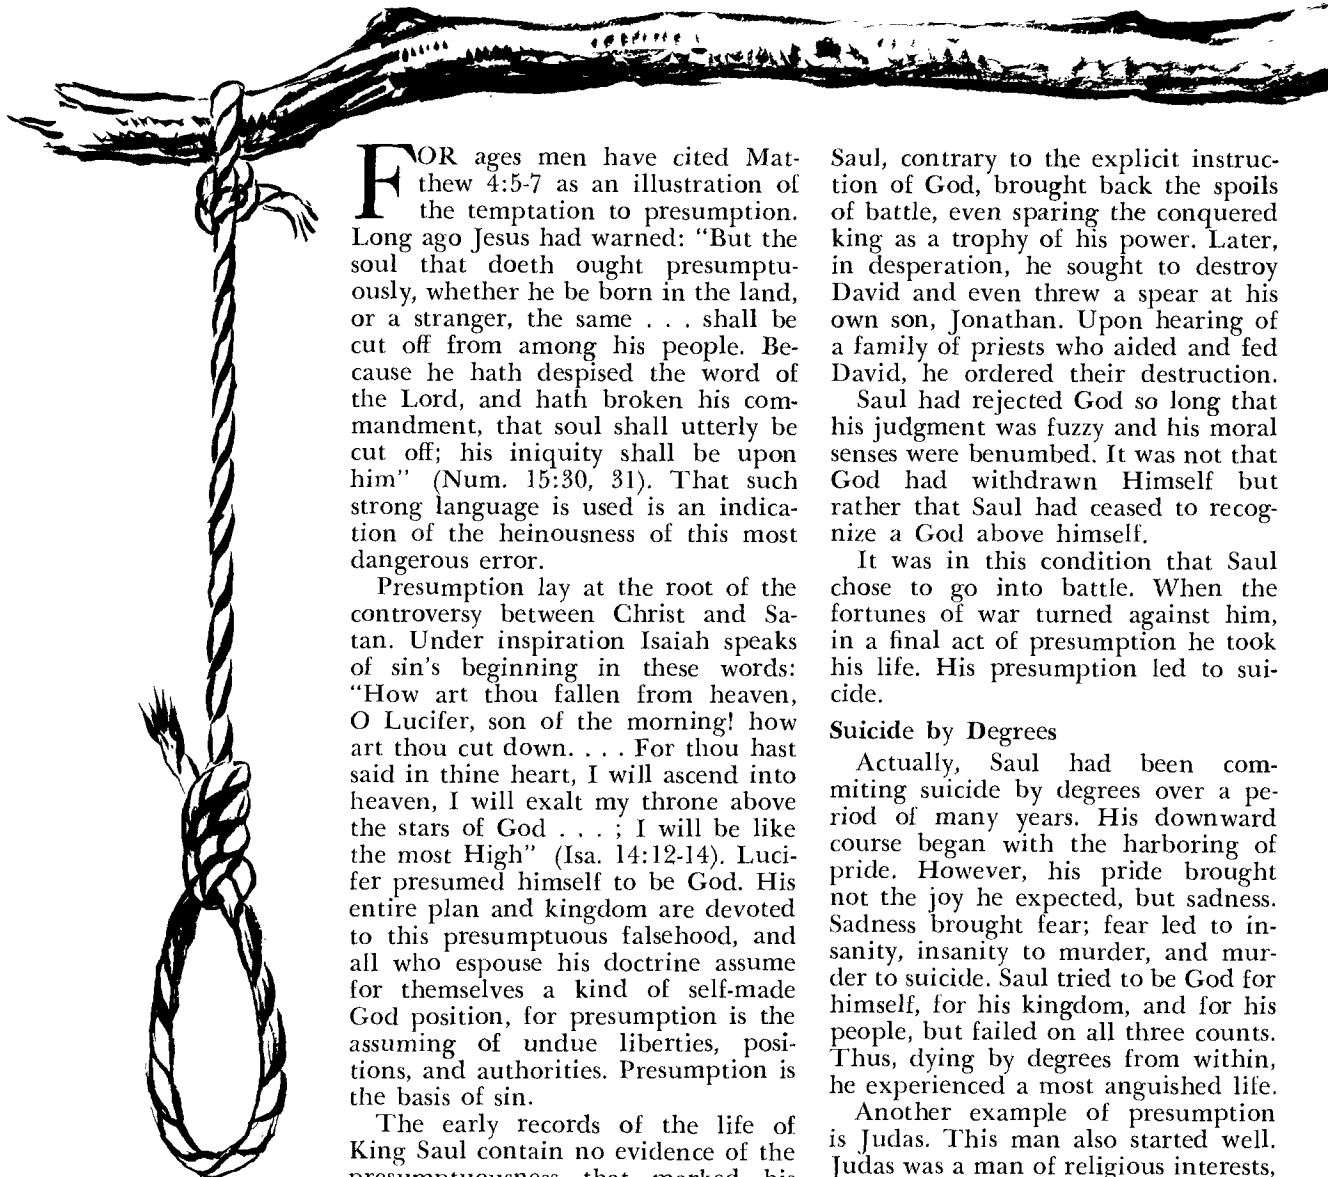 FOR ages men have cited Mat-
thew 4:5-7 as an illustration of
the temptation to presumption.
Long ago Jesus had warned: "But the
soul that doeth ought presumptu-
ously, whether he be born in the land,
or a stranger, the same . . . shall be
cut off from among his people. Be-
cause he hath despised the word of
the Lord, and hath broken his com-
mandment, that soul shall utterly be
cut off; his iniquity shall be upon
him" (Num. 15:30, 31). That such
strong language is used is an indica-
tion of the heinousness of this most
dangerous error.
Presumption lay at the root of the
controversy between Christ and Sa-
tan. Under inspiration Isaiah speaks
of sin's beginning in these words:
"How art thou fallen from heaven,
O Lucifer, son of the morning! how
art thou cut down. . . . For thou hast
said in thine heart, I will ascend into
heaven, I will exalt my throne above
the stars of God . . . ; I will be like
the most High" (Isa. 14:12-14). Luci-
fer presumed himself to be God. His
entire plan and kingdom are devoted
to this presumptuous falsehood, and
all who espouse his doctrine assume
for themselves a kind of self-made
God position, for presumption is the
assuming of undue liberties, posi-
tions, and authorities. Presumption is
the basis of sin.
The early records of the life of
King Saul contain no evidence of the
presumptuousness that marked his
Saul, contrary to the explicit instruc-
tion of God, brought back the spoils
of battle, even sparing the conquered
king as a trophy of his power. Later,
in desperation, he sought to destroy
David and even threw a spear at his
own son, Jonathan. Upon hearing of
a family of priests who aided and fed
David, he ordered their destruction.
Saul had rejected God so long that
his judgment was fuzzy and his moral
senses were benumbed. It was not that
God had withdrawn Himself but
rather that Saul had ceased to recog-
nize a God above himself.
It was in this condition that Saul
chose to go into battle. When the
fortunes of war turned against him,
in a final act of presumption he took
his life. His presumption led to sui-
cide.
Suicide by Degrees
Actually, Saul had been com-
miting suicide by degrees over a pe-
riod of many years. His downward
course began with the harboring of
pride. However, his pride brought
not the joy he expected, but sadness.
Sadness brought fear; fear led to in-
sanity, insanity to murder, and mur-
der to suicide. Saul tried to be God for
himself, for his kingdom, and for his
people, but failed on all three counts.
Thus, dying by degrees from within,
he experienced a most anguished life.
Another example of presumption
is Judas. This man also started well.
Judas was a man of religious interests,